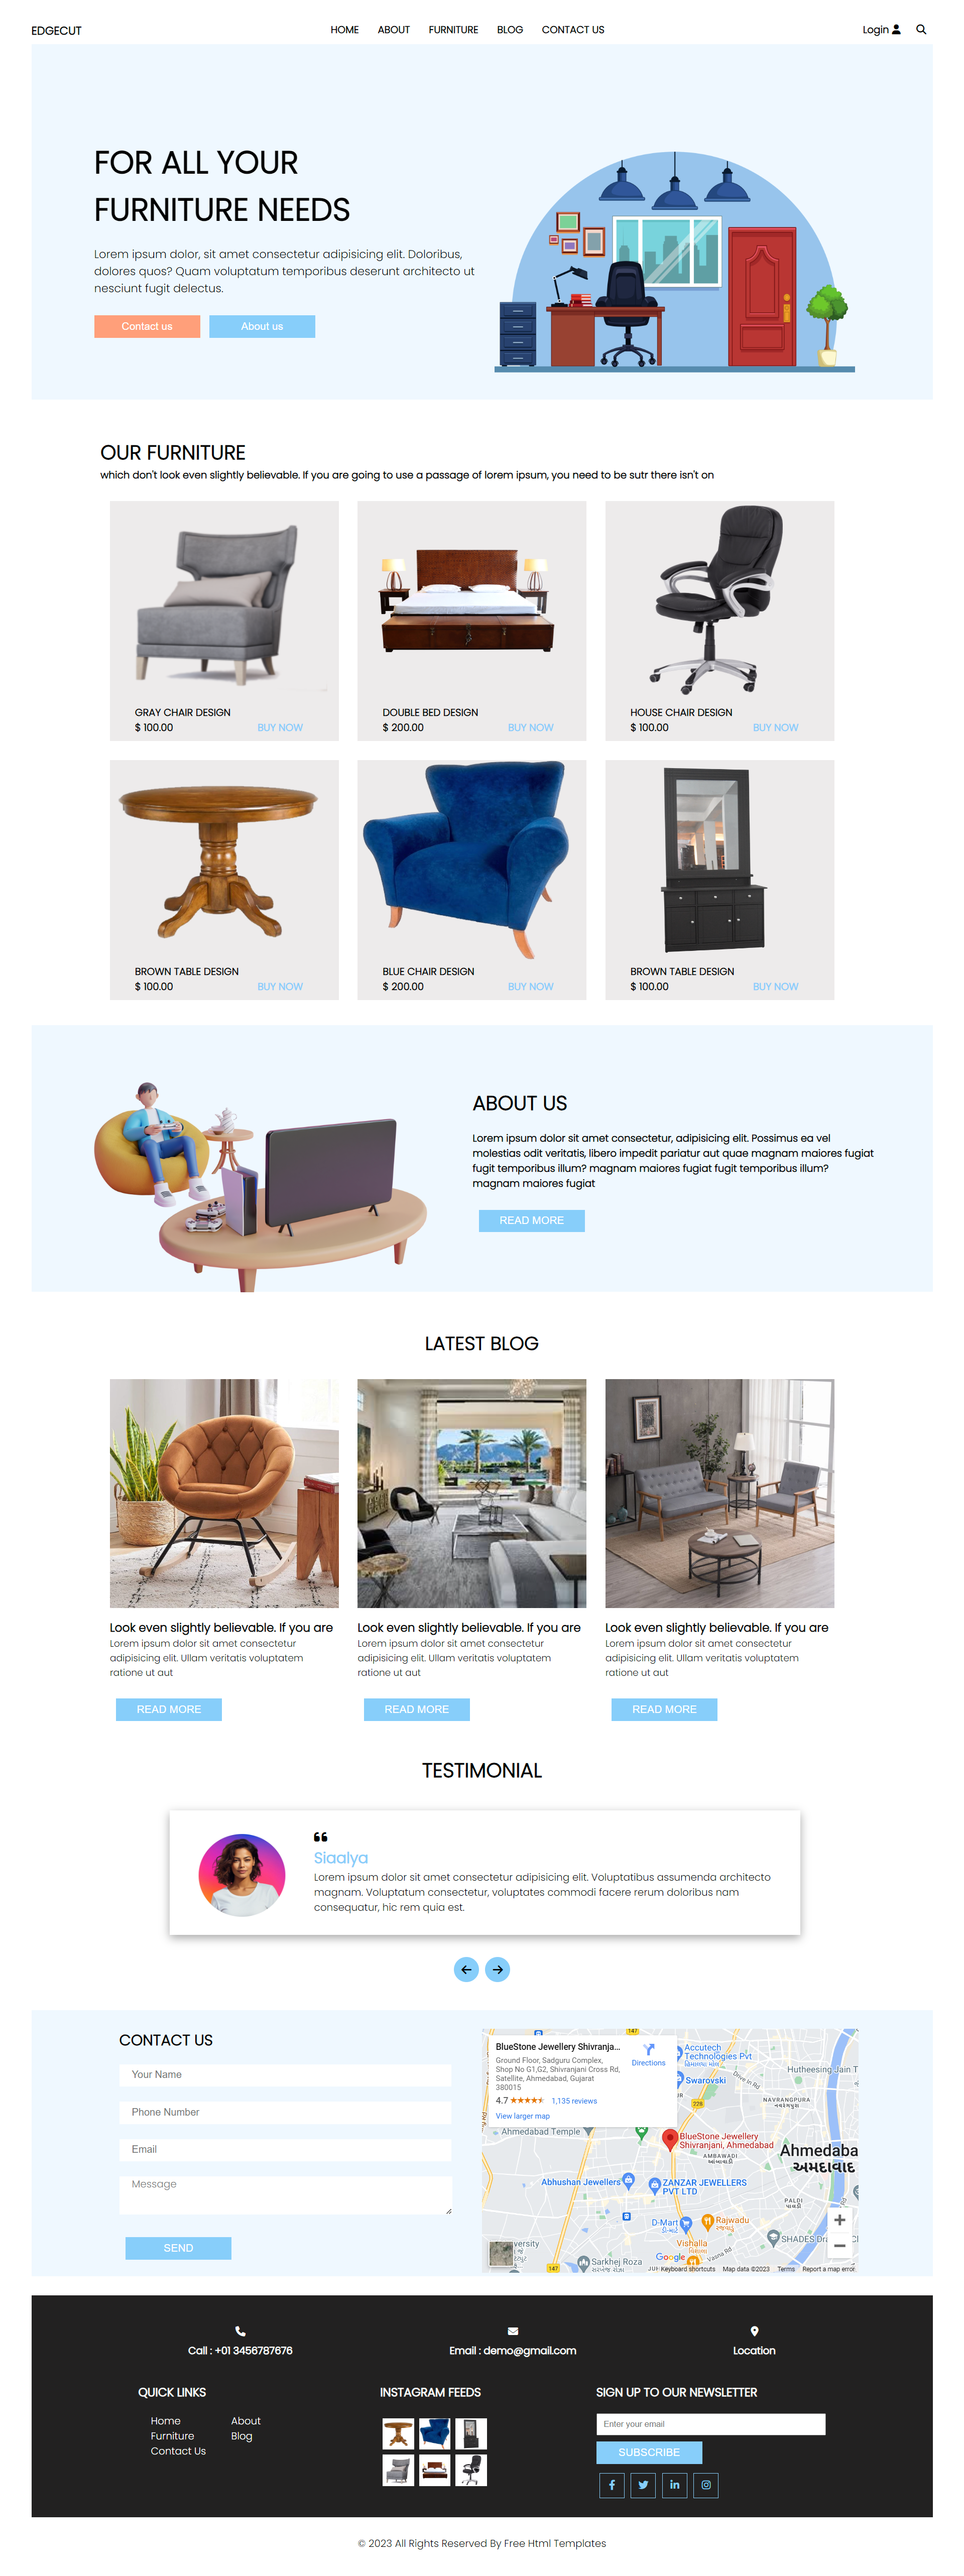 EDGECUT
HOME ABOUT FURNITURE BLOG CONTACT US
Login
FOR ALL YOUR
FURNITURE NEEDS
Lorem ipsum dolor, sit amet consectetur adipisicing elit. Doloribus,
dolores quos? Quam voluptatum temporibus deserunt architecto ut
nesciunt fugit delectus.
Contact us About us
OUR FURNITURE
which don't look even slightly believable. If you are going to use a passage of lorem ipsum, you need to be sutr there isn't on
GRAY CHAIR DESIGN
$ 100.00 BUY NOW
DOUBLE BED DESIGN
$ 200.00 BUY NOW
HOUSE CHAIR DESIGN
$ 100.00 BUY NOW
BROWN TABLE DESIGN
$ 100.00 BUY NOW
BLUE CHAIR DESIGN
$ 200.00 BUY NOW
BROWN TABLE DESIGN
$ 100.00 BUY NOW
ABOUT US
Lorem ipsum dolor sit amet consectetur, adipisicing elit. Possimus ea vel
molestias odit veritatis, libero impedit pariatur aut quae magnam maiores fugiat
fugit temporibus illum? magnam maiores fugiat fugit temporibus illum?
magnam maiores fugiat
READ MORE
LATEST BLOG
Look even slightly believable. If you are
Lorem ipsum dolor sit amet consectetur
adipisicing elit. Ullam veritatis voluptatem
ratione ut aut
READ MORE
Look even slightly believable. If you are
Lorem ipsum dolor sit amet consectetur
adipisicing elit. Ullam veritatis voluptatem
ratione ut aut
READ MORE
Look even slightly believable. If you are
Lorem ipsum dolor sit amet consectetur
adipisicing elit. Ullam veritatis voluptatem
ratione ut aut
READ MORE
TESTIMONIAL
Siaalya
Lorem ipsum dolor sit amet consectetur adipisicing elit. Voluptatibus assumenda architecto
magnam. Voluptatum consectetur, voluptates commodi facere rerum doloribus nam
consequatur, hic rem quia est.
CONTACT US
Your Name
Phone Number
Email
Message
SEND
BlueStone Jewellery Shivranja...
Ground Floor, Sadguru Complex,
Shop No G1,G2, Shivranjani Cross Rd,
Satellite, Ahmedabad, Gujarat
380015
4.7 1,135 reviews
View larger map
Directions
147
Accutech
Technologies Pvt
Swarovski
Drive in Rd
Hutheesing Jain T
NAVRANGPURA
નવરંગપુરા
228
Ahmedabad Temple
BlueStone Jewellery
Shivranjani, Ahmedabad
AMBAWADI
આંબાવાડી
Ahmedaba
અમદાવાદ
Abhushan Jewellers
ZANZAR JEWELLERS
PVT LTD
PALDI
પાલડી
D-Mart
Rajwadu
રજવાડુ
SHADES Dr
Vishalla
versity
Sarkhej Roza
Vasna Rd
Google
147
Keyboard shortcuts Map data ©2023 Terms Report a map error
Call : +01 3456787676
Email : demo@gmail.com
Location
QUICK LINKS
Home About
Furniture Blog
Contact Us
INSTAGRAM FEEDS
SIGN UP TO OUR NEWSLETTER
Enter your email
SUBSCRIBE
© 2023 All Rights Reserved By Free Html Templates